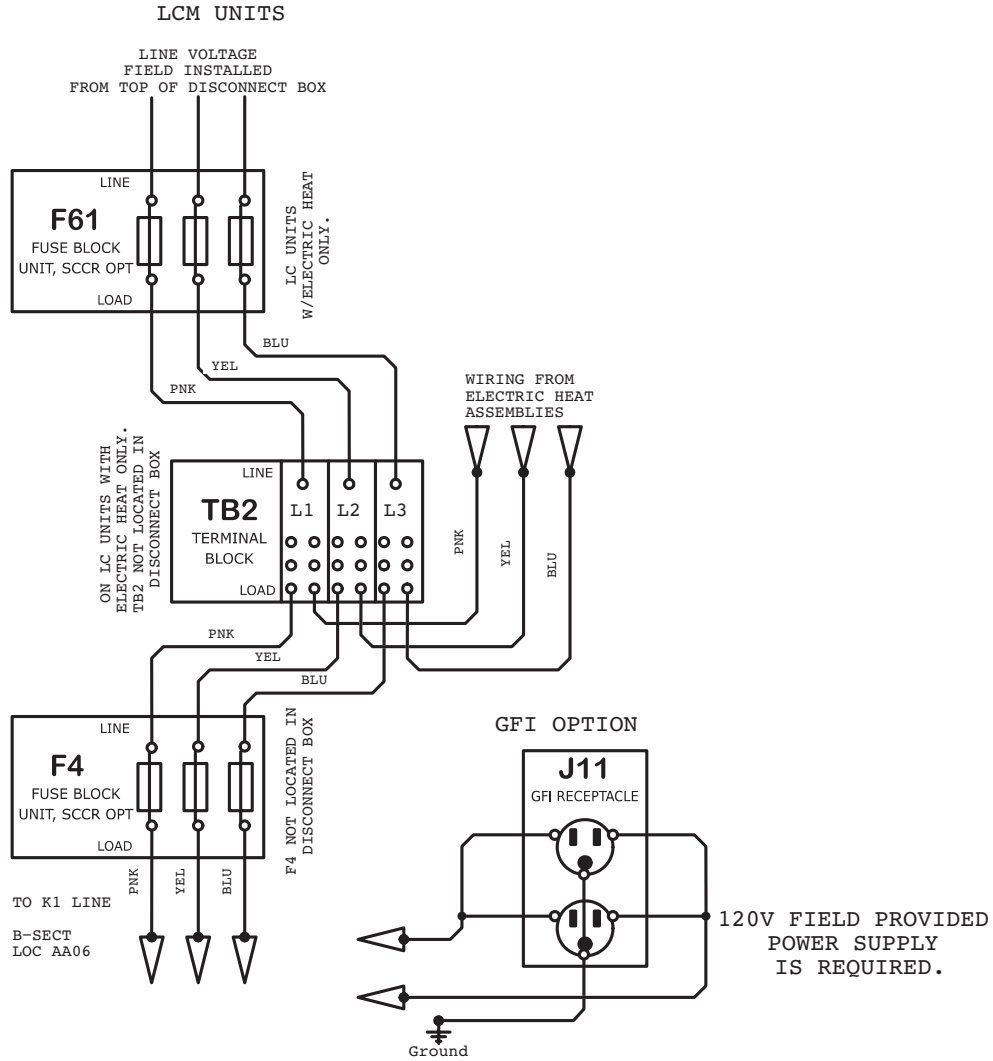 LCM UNITS
LINE VOLTAGE
FIELD INSTALLED
FROM TOP OF DISCONNECT BOX
LINE
F61
FUSE BLOCK
UNIT, SCCR OPT
LOAD
LC UNITS
W/ELECTRIC HEAT
ONLY.
BLU
YEL
PNK
WIRING FROM
ELECTRIC HEAT
ASSEMBLIES
ON LC UNITS WITH
ELECTRIC HEAT ONLY.
TB2 NOT LOCATED IN
DISCONNECT BOX
LINE
TB2
TERMINAL
BLOCK
LOAD
L1
L2
L3
PNK
YEL
BLU
PNK
YEL
BLU
LINE
F4
FUSE BLOCK
UNIT, SCCR OPT
LOAD
F4 NOT LOCATED IN
DISCONNECT BOX
PNK
YEL
BLU
TO K1 LINE
B-SECT
LOC AA06
GFI OPTION
J11
GFI RECEPTACLE
120V FIELD PROVIDED
POWER SUPPLY
IS REQUIRED.
Ground